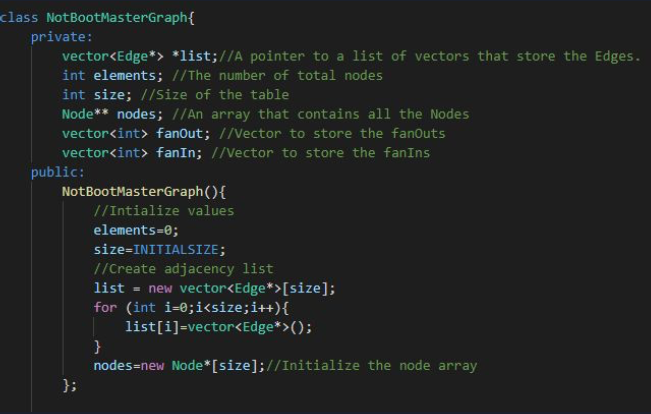 class NotBootMasterGraph{
private:
vector<Edge*> *list;//A pointer to a list of vectors that store the Edges.
int elements; //The number of total nodes
int size; //Size of the table
Node** nodes; //An array that contains all the Nodes
vector<int> fanOut; //Vector to store the fanOuts
vector<int> fanIn; //Vector to store the fanIns
public:
NotBootMasterGraph(){
//Intialize values
elements=0;
size=INITIALSIZE;
//Create adjacency list
list = new vector<Edge*>[size];
for (int i=0;i<size;i++){
list[i]=vector<Edge*>();
}
nodes=new Node*[size];//Initialize the node array
};